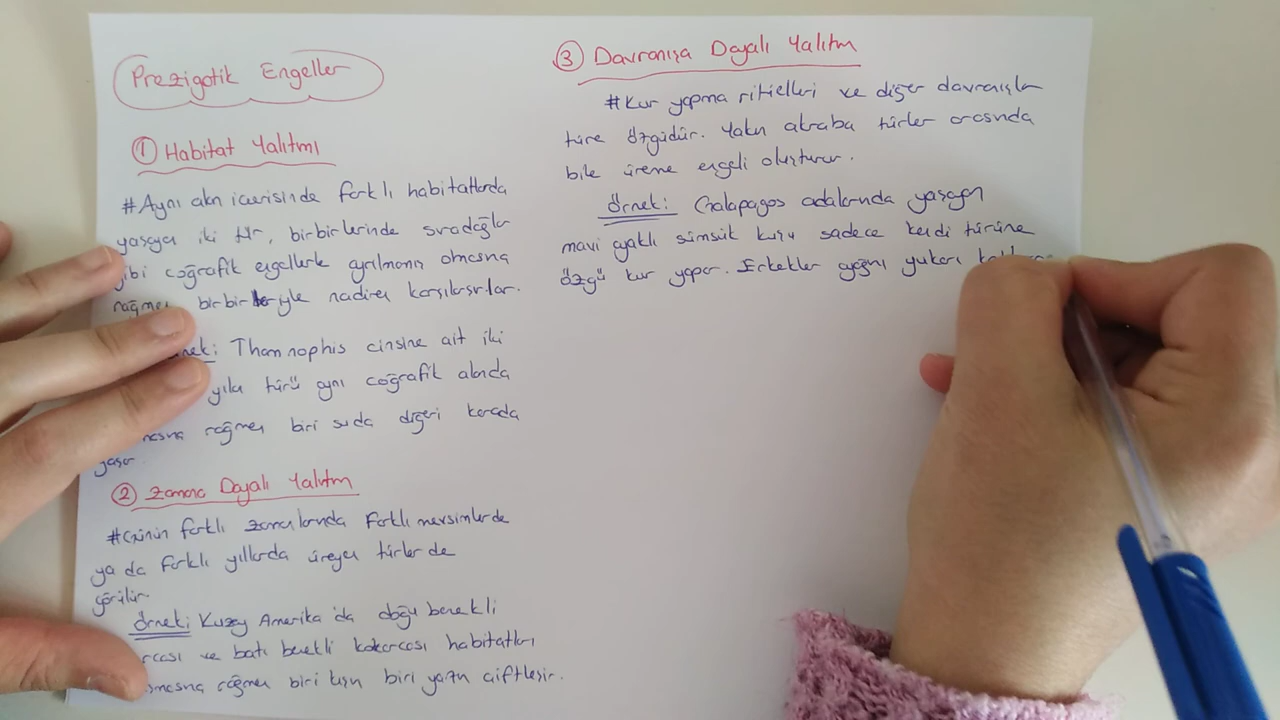 Prezigotik Engeller
① Habitat Yalıtımı
#Aynı alan içerisinde farklı habitatlarda
yaşayan iki tür, birbirlerinde sıradağlar
gibi coğrafik engellerle ayrılmamış olmasına
rağmen birbirleriyle nadiren karşılaşırlar.
Örnek: Thamnophis cinsine ait iki
yılan türü aynı coğrafik alanda
rağmen biri suda diğeri karada
yaşar.
② Zamana Dayalı Yalıtım
#Günün farklı zamanlarında farklı mevsimlerde
ya da farklı yıllarda üreyen türler de
görülür.
Örnek: Kuzey Amerika'da doğu benekli
ve batı benekli kokarcası habitatları
rağmen biri kışın biri yazın çiftleşir.
③ Davranışa Dayalı Yalıtım
#Kur yapma ritüelleri ve diğer davranışlar
türe özgüdür. Yakın akraba türler arasında
bile üreme engeli oluşturur.
Örnek: Galapagos adalarında yaşayan
mavi ayaklı sümsük kuşu sadece kendi türüne
özgü kur yapar. Erkekler ayağını yukarı